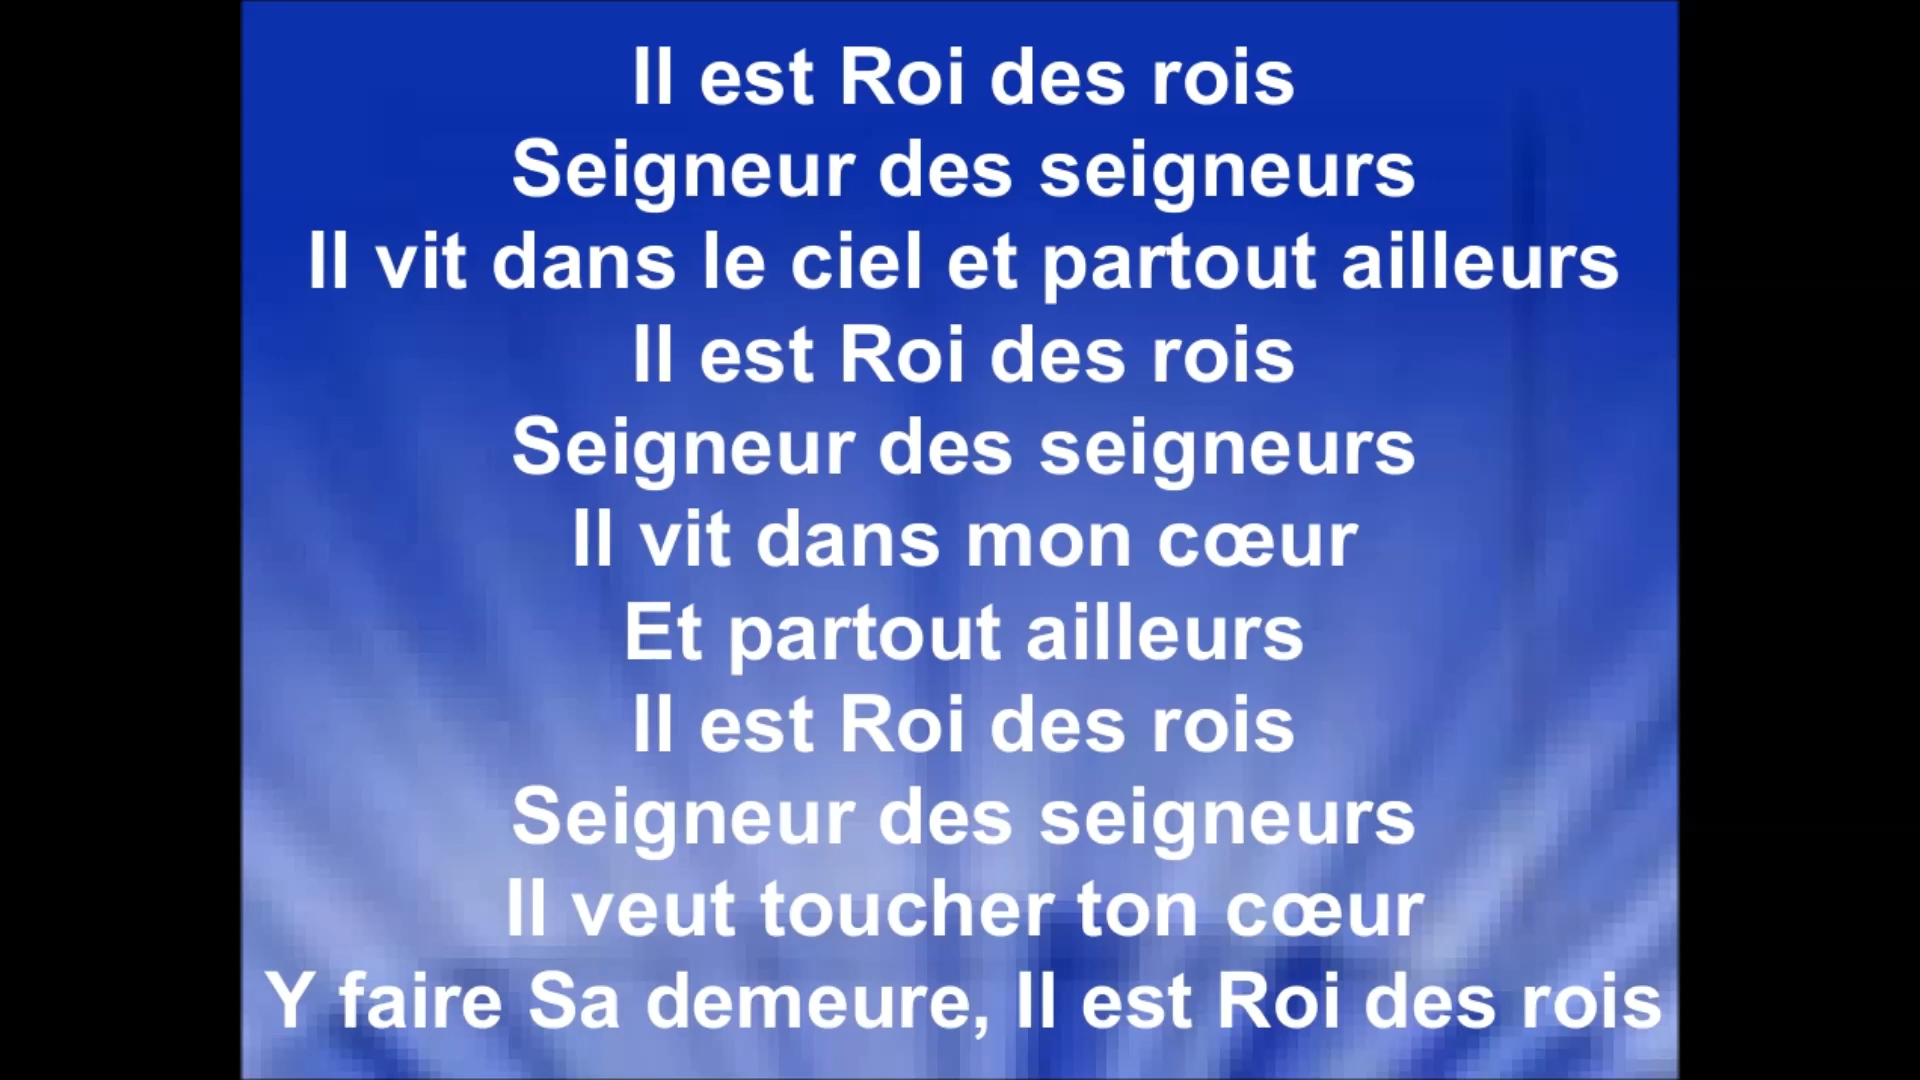 Il est Roi des rois
Seigneur des seigneurs
Il vit dans le ciel et partout ailleurs
Il est Roi des rois
Seigneur des seigneurs
Il vit dans mon cœur
Et partout ailleurs
Il est Roi des rois
Seigneur des seigneurs
Il veut toucher ton cœur
Y faire Sa demeure, Il est Roi des rois